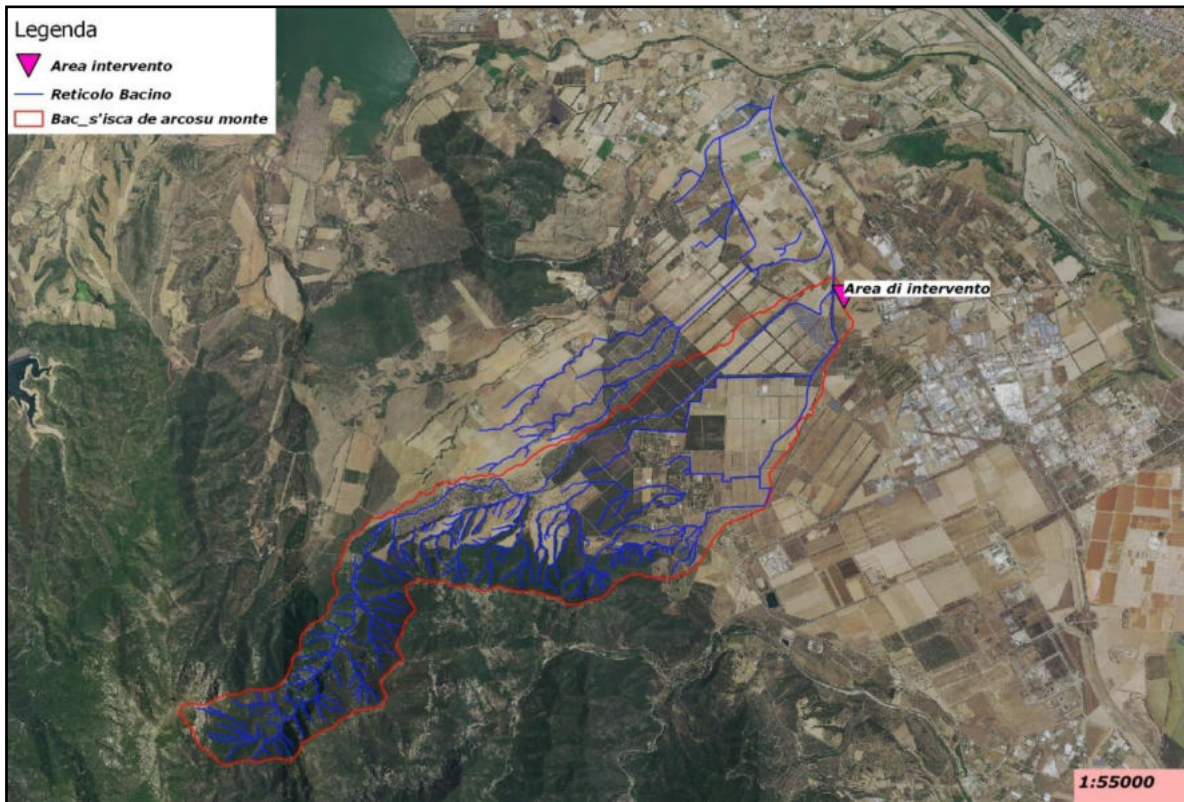 Legenda
Area intervento
Reticolo Bacino
Bac_s'isca de arcosu monte
Area di intervento
1:55000